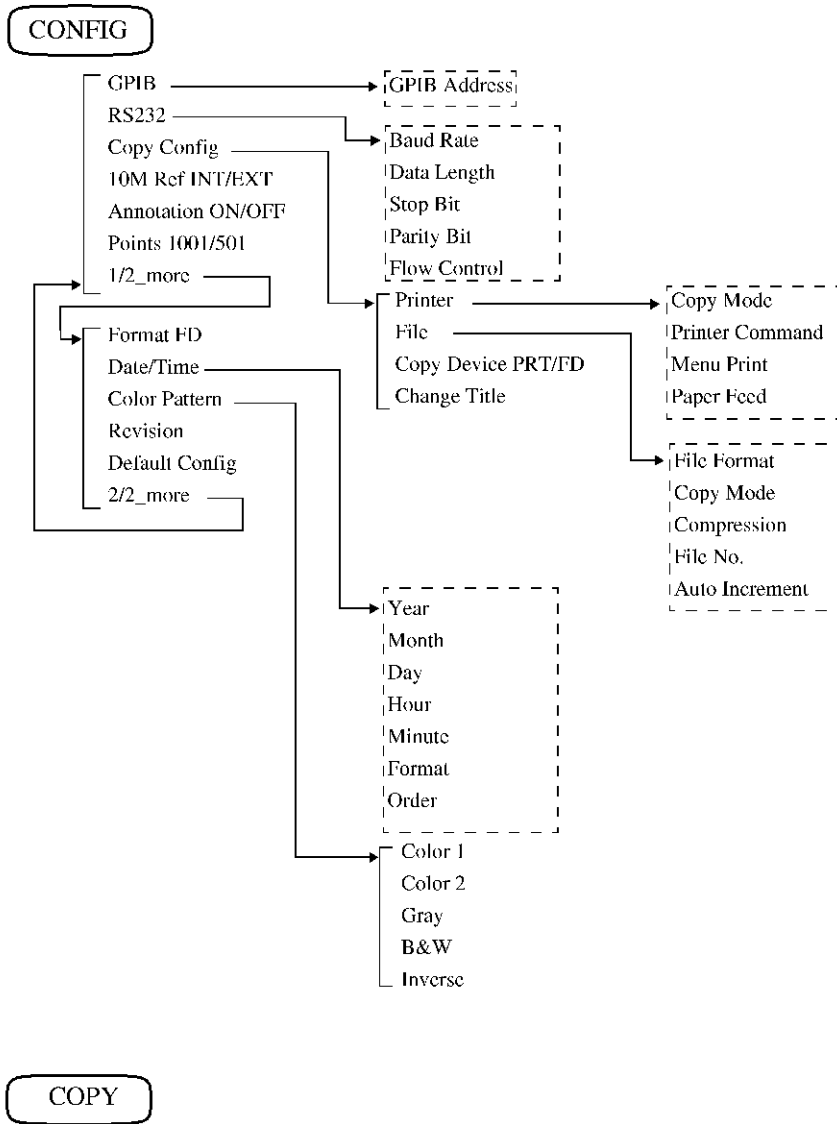 CONFIG
GPIB
RS232
Copy Config
10M Ref INT/EXT
Annotation ON/OFF
Points 1001/501
1/2_more
Format FD
Date/Time
Color Pattern
Revision
Default Config
2/2_more
GPIB Address
Baud Rate
Data Length
Stop Bit
Parity Bit
Flow Control
Printer
File
Copy Device PRT/FD
Change Title
Copy Mode
Printer Command
Menu Print
Paper Feed
File Format
Copy Mode
Compression
File No.
Auto Increment
Year
Month
Day
Hour
Minute
Format
Order
Color 1
Color 2
Gray
B&W
Inverse
COPY